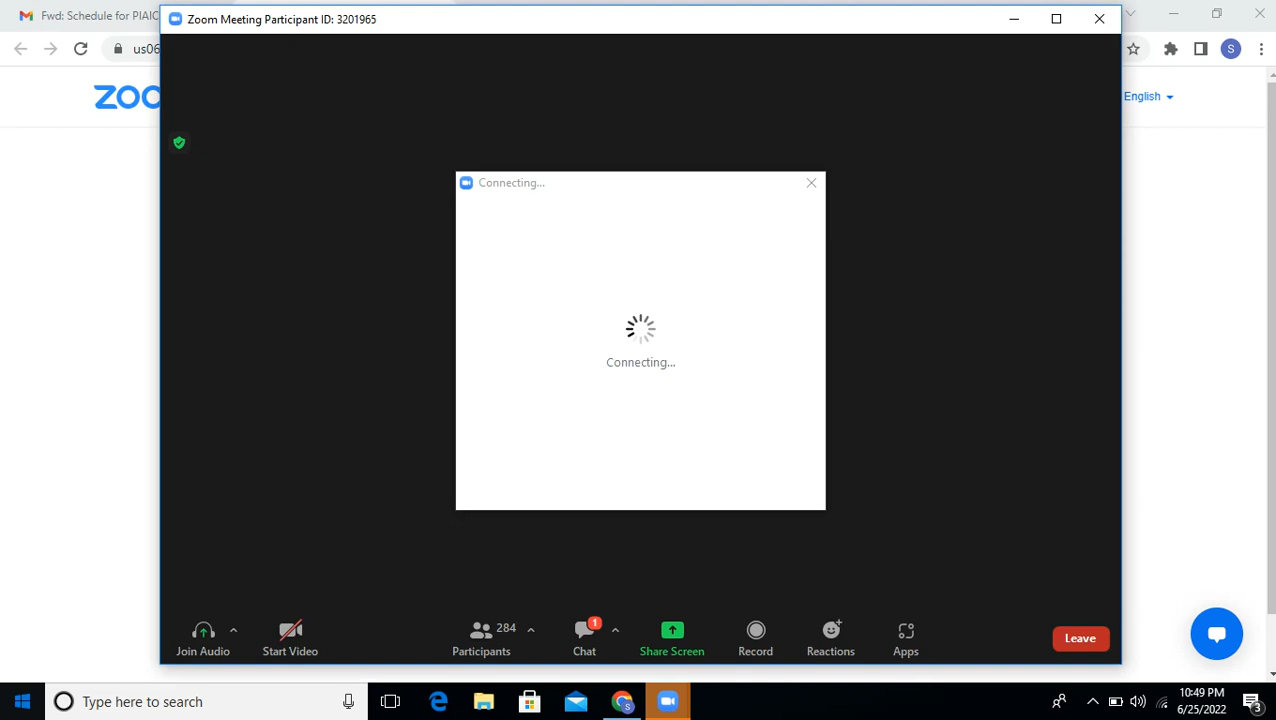 Fwd: Schedule for PIAIC
Zoom Meeting Participant ID: 3201965
us06
S
ZOO
English
Connecting...
Connecting...
Join Audio
Start Video
284
Participants
1
Chat
Share Screen
Record
Reactions
Apps
Leave
Type here to search
10:49 PM
6/25/2022
3